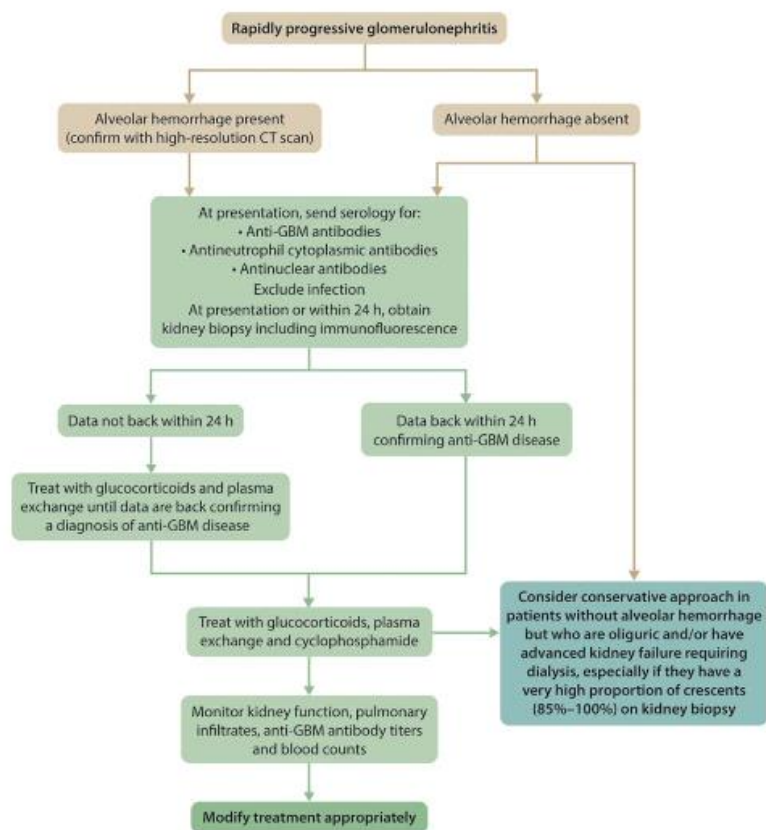 Rapidly progressive glomerulonephritis
Alveolar hemorrhage present
(confirm with high-resolution CT scan)
Alveolar hemorrhage absent
At presentation, send serology for:
• Anti-GBM antibodies
• Antineutrophil cytoplasmic antibodies
• Antinuclear antibodies
Exclude infection
At presentation or within 24 h, obtain
kidney biopsy including immunofluorescence
Data not back within 24 h
Data back within 24 h
confirming anti-GBM disease
Treat with glucocorticoids and plasma
exchange until data are back confirming
a diagnosis of anti-GBM disease
Treat with glucocorticoids, plasma
exchange and cyclophosphamide
Consider conservative approach in
patients without alveolar hemorrhage
but who are oliguric and/or have
advanced kidney failure requiring
dialysis, especially if they have a
very high proportion of crescents
(85%–100%) on kidney biopsy
Monitor kidney function, pulmonary
infiltrates, anti-GBM antibody titers
and blood counts
Modify treatment appropriately